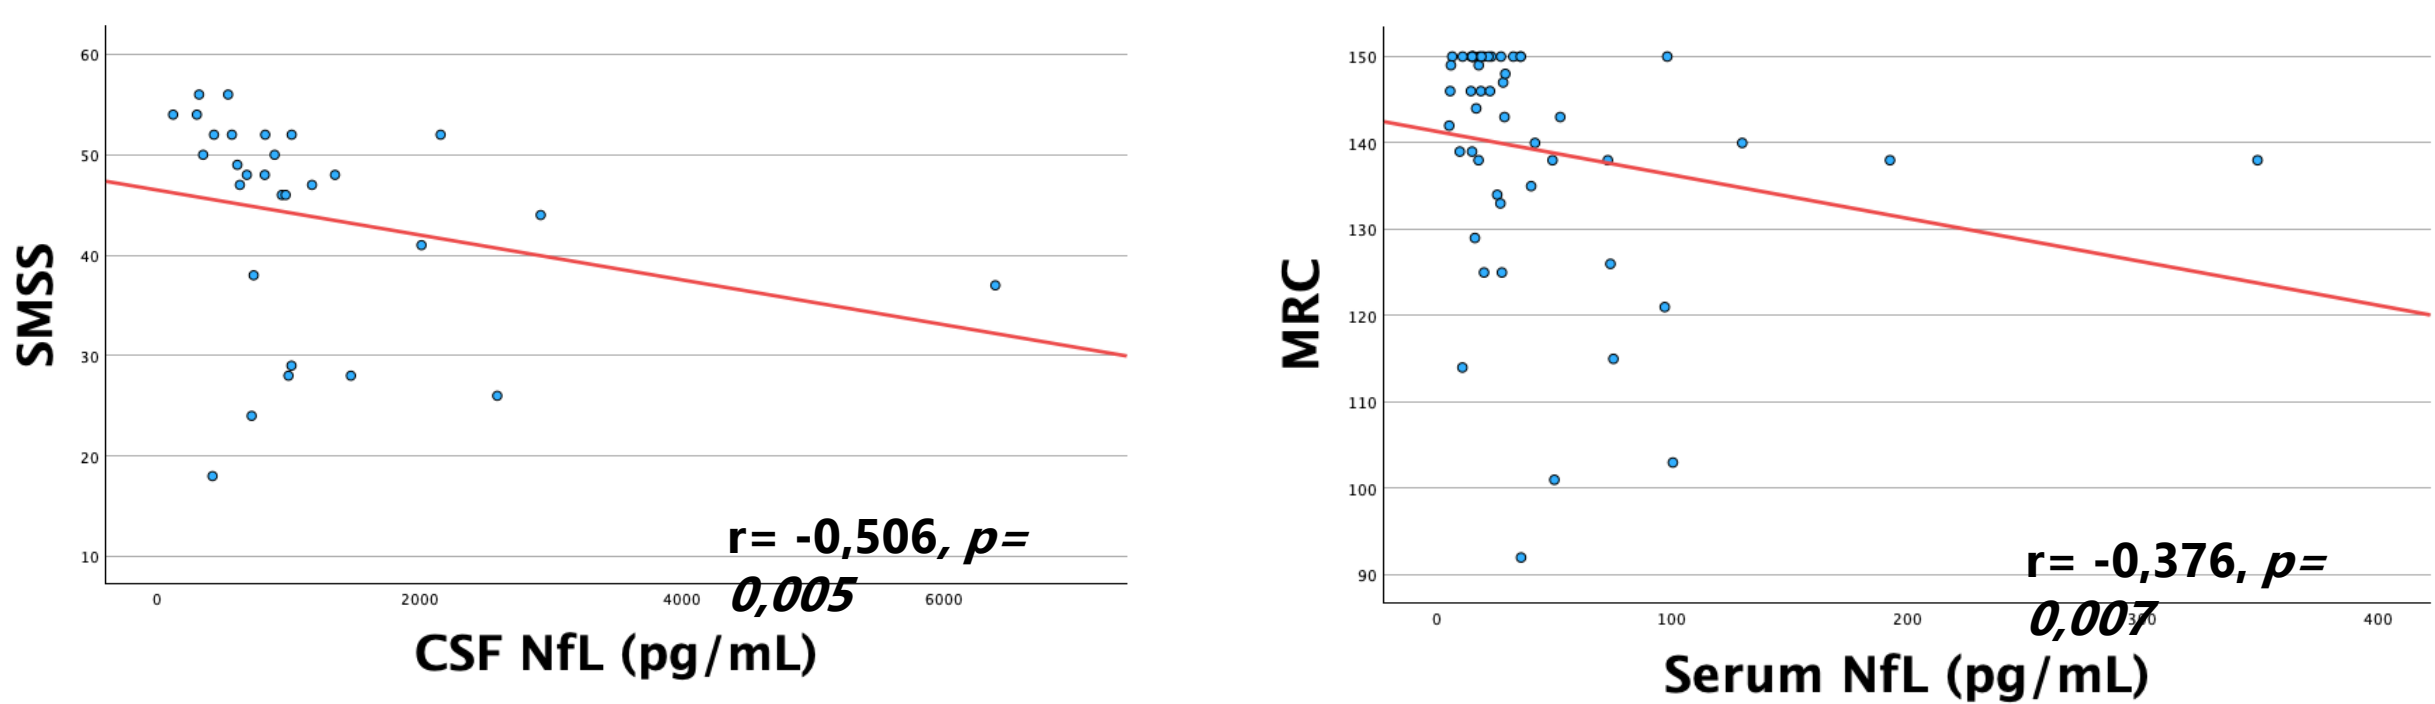 SMSS
60
50
40
30
20
10
0 2000 4000 6000
r= -0,506, p=
0,005
CSF NfL (pg/mL)
MRC
150
140
130
120
110
100
90
0 100 200 300 400
r= -0,376, p=
0,007
Serum NfL (pg/mL)